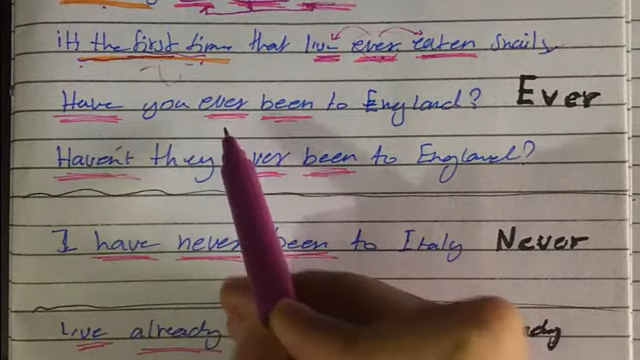 it's the first time that I've ever eaten snails.
Have you ever been to England? Ever
Haven't they ever been to England?
I have never been to Italy Never
I've already